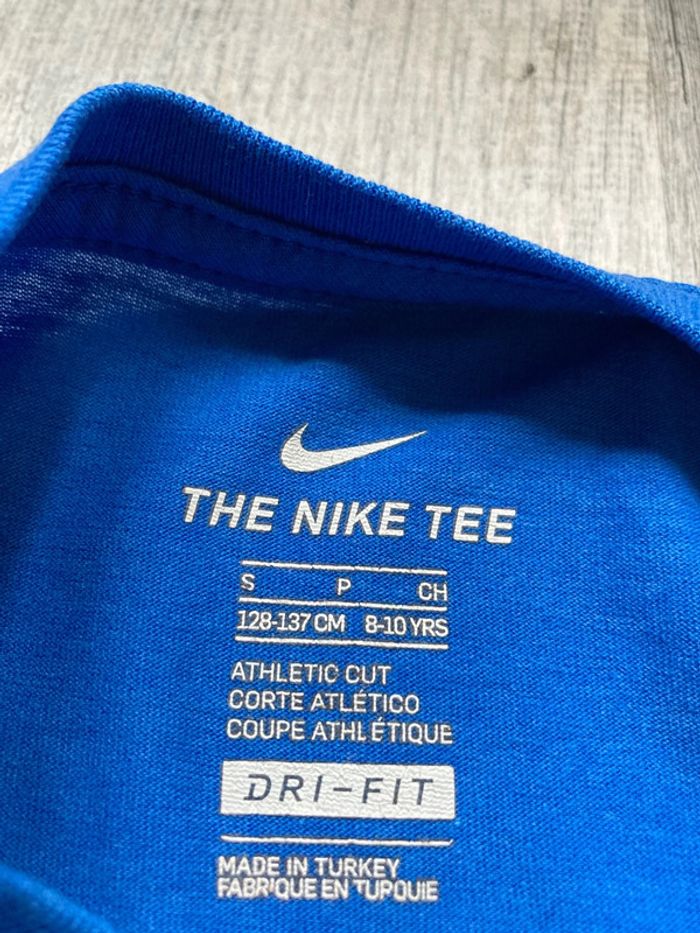 THE NIKE TEE
S P CH
128-137 CM 8-10 YRS
ATHLETIC CUT
CORTE ATLÉTICO
COUPE ATHLÉTIQUE
DRI-FIT
MADE IN TURKEY
FABRIQUE EN TURQUIE